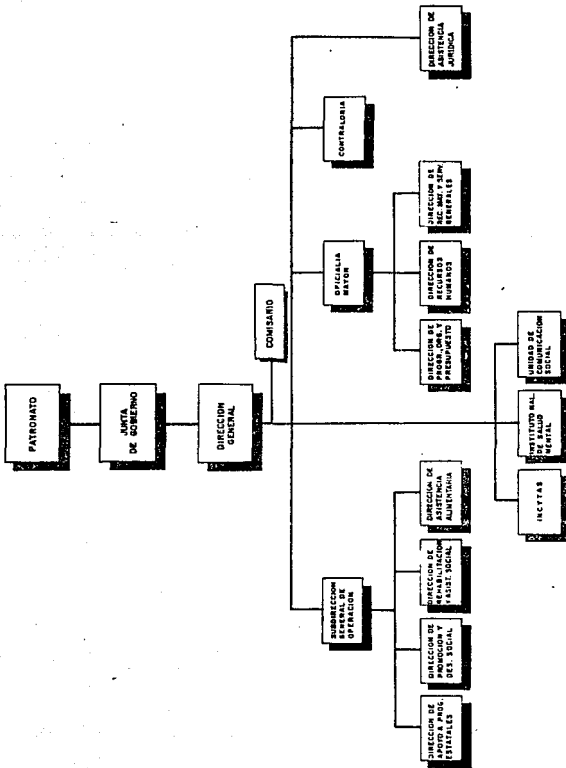 PATRONATO
JUNTA
DE GOBIERNO
DIRECCION
GENERAL
COMISARIO
SUBDIRECCION
GENERAL DE
OPERACION
OFICIALIA
MAYOR
CONTRALORIA
DIRECCION DE
ASISTENCIA
JURIDICA
DIRECCION DE
APOYO A PROG.
ESTATALES
DIRECCION DE
PROMOCION Y
DES. SOCIAL
DIRECCION DE
REHABILITACION
Y ASIST. SOCIAL
DIRECCION DE
ASISTENCIA
ALIMENTARIA
DIRECCION DE
PROGR., ORG. Y
PRESUPUESTO
DIRECCION DE
RECURSOS
HUMANOS
DIRECCION DE
REC. MAT. Y SERV.
GENERALES
INCYTAS
INSTITUTO NAL.
DE SALUD
MENTAL
UNIDAD DE
COMUNICACION
SOCIAL